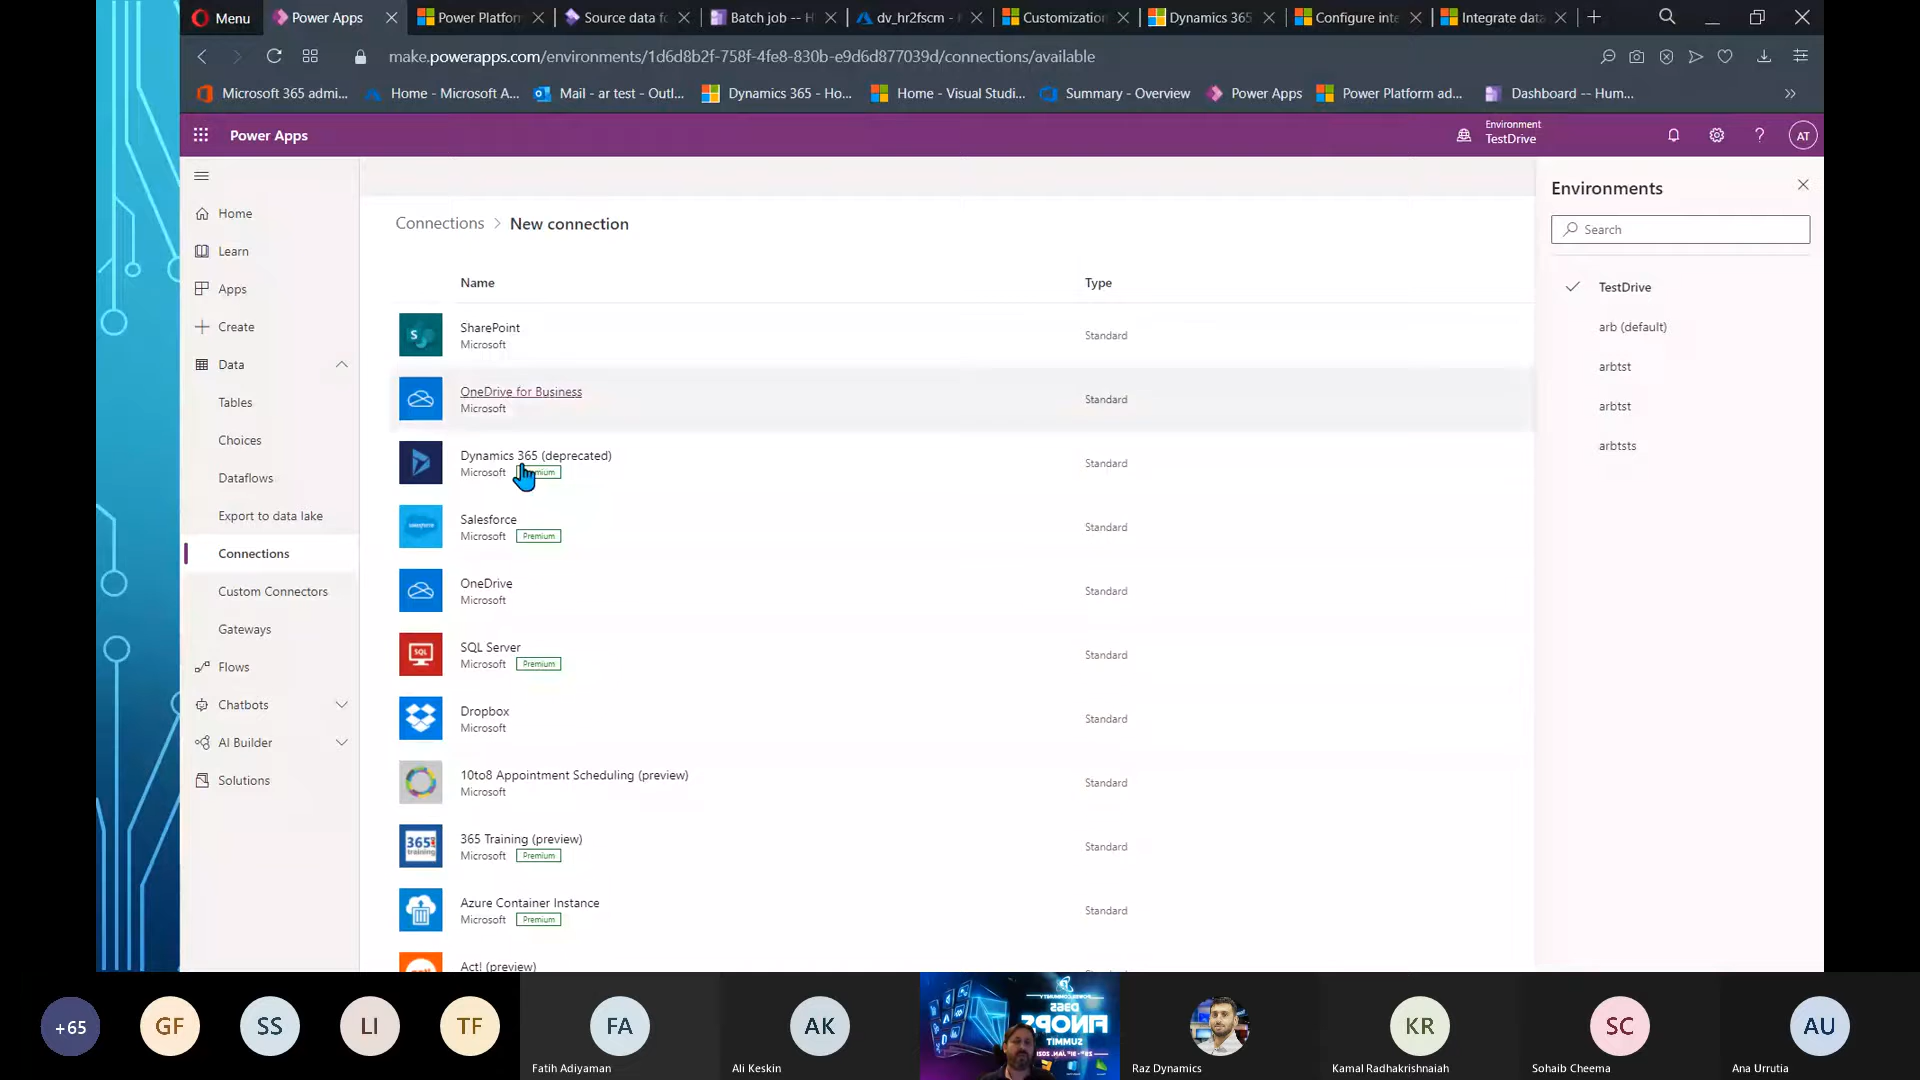 Menu
Power Apps
Power Platfor
Source data fo
Batch job -- H
dv_hr2fscm -
Customization
Dynamics 365
Configure inte
Integrate data
make.powerapps.com/environments/1d6d8b2f-758f-4fe8-830b-e9d6d877039d/connections/available
Microsoft 365 admi...
Home - Microsoft A...
Mail - ar test - Outl...
Dynamics 365 - Ho...
Home - Visual Studi...
Summary - Overview
Power Apps
Power Platform ad...
Dashboard -- Hum...
Power Apps
Environment
TestDrive
AT
Home
Learn
Apps
Create
Data
Tables
Choices
Dataflows
Export to data lake
Connections
Custom Connectors
Gateways
Flows
Chatbots
AI Builder
Solutions
Connections > New connection
Name Type
SharePoint
Microsoft
Standard
OneDrive for Business
Microsoft
Standard
Dynamics 365 (deprecated)
Microsoft
Standard
Salesforce
Microsoft Premium
Standard
OneDrive
Microsoft
Standard
SQL
SQL Server
Microsoft Premium
Standard
Dropbox
Microsoft
Standard
10to8 Appointment Scheduling (preview)
Microsoft
Standard
365
training
365 Training (preview)
Microsoft Premium
Standard
Azure Container Instance
Microsoft Premium
Standard
Act! (preview)
Environments
Search
TestDrive
arb (default)
arbtst
arbtst
arbtsts
+65
GF
SS
LI
TF
FA
Fatih Adiyaman
AK
Ali Keskin
D365
FINOPS
SUMMIT
Raz Dynamics
KR
Kamal Radhakrishnaiah
SC
Sohaib Cheema
AU
Ana Urrutia